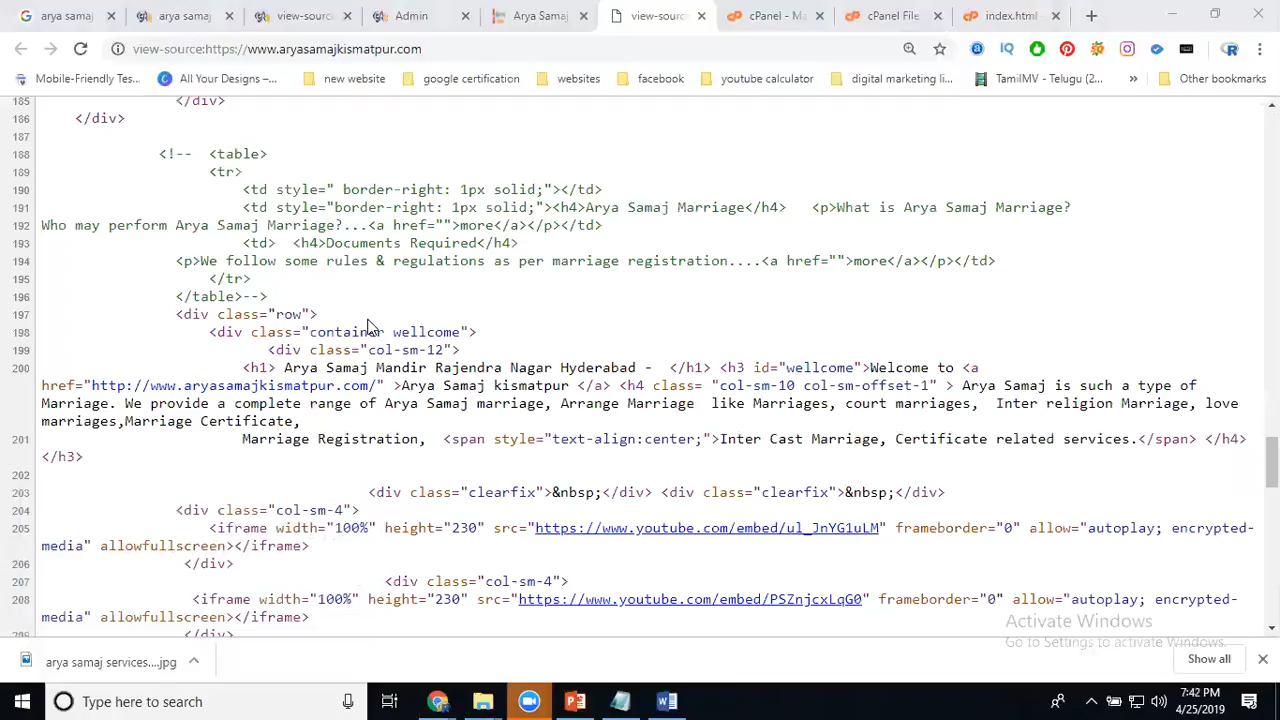 arya samaj
arya samaj
view-source
Admin
Arya Samaj
view-source
cPanel - Ma
cPanel File
index.html
view-source:https://www.aryasamajkismatpur.com
Mobile-Friendly Tes...
All Your Designs –...
new website
google certification
websites
facebook
youtube calculator
digital marketing li...
TamilMV - Telugu (2...
»
Other bookmarks
185 </div>
186 </div>
187
188 <!-- <table>
189 <tr>
190 <td style=" border-right: 1px solid;"></td>
191 <td style="border-right: 1px solid;"><h4>Arya Samaj Marriage</h4> <p>What is Arya Samaj Marriage?
192 Who may perform Arya Samaj Marriage?...<a href="">more</a></p></td>
193 <td> <h4>Documents Required</h4>
194 <p>We follow some rules & regulations as per marriage registration....<a href="">more</a></p></td>
195 </tr>
196 </table>-->
197 <div class="row">
198 <div class="container wellcome">
199 <div class="col-sm-12">
200 <h1> Arya Samaj Mandir Rajendra Nagar Hyderabad - </h1> <h3 id="wellcome">Welcome to <a
href="http://www.aryasamajkismatpur.com/" >Arya Samaj kismatpur </a> <h4 class= "col-sm-10 col-sm-offset-1" > Arya Samaj is such a type of
Marriage. We provide a complete range of Arya Samaj marriage, Arrange Marriage like Marriages, court marriages, Inter religion Marriage, love
marriages,Marriage Certificate,
201 Marriage Registration, <span style="text-align:center;">Inter Cast Marriage, Certificate related services.</span> </h4>
</h3>
202
203 <div class="clearfix">&nbsp;</div> <div class="clearfix">&nbsp;</div>
204 <div class="col-sm-4">
205 <iframe width="100%" height="230" src="https://www.youtube.com/embed/ul_JnYG1uLM" frameborder="0" allow="autoplay; encrypted-
media" allowfullscreen></iframe>
206 </div>
207 <div class="col-sm-4">
208 <iframe width="100%" height="230" src="https://www.youtube.com/embed/PSZnjcxLqG0" frameborder="0" allow="autoplay; encrypted-
media" allowfullscreen></iframe>
209 </div>
Activate Windows
Go to Settings to activate Windows.
arya samaj services....jpg
Show all
Type here to search
7:42 PM
4/25/2019